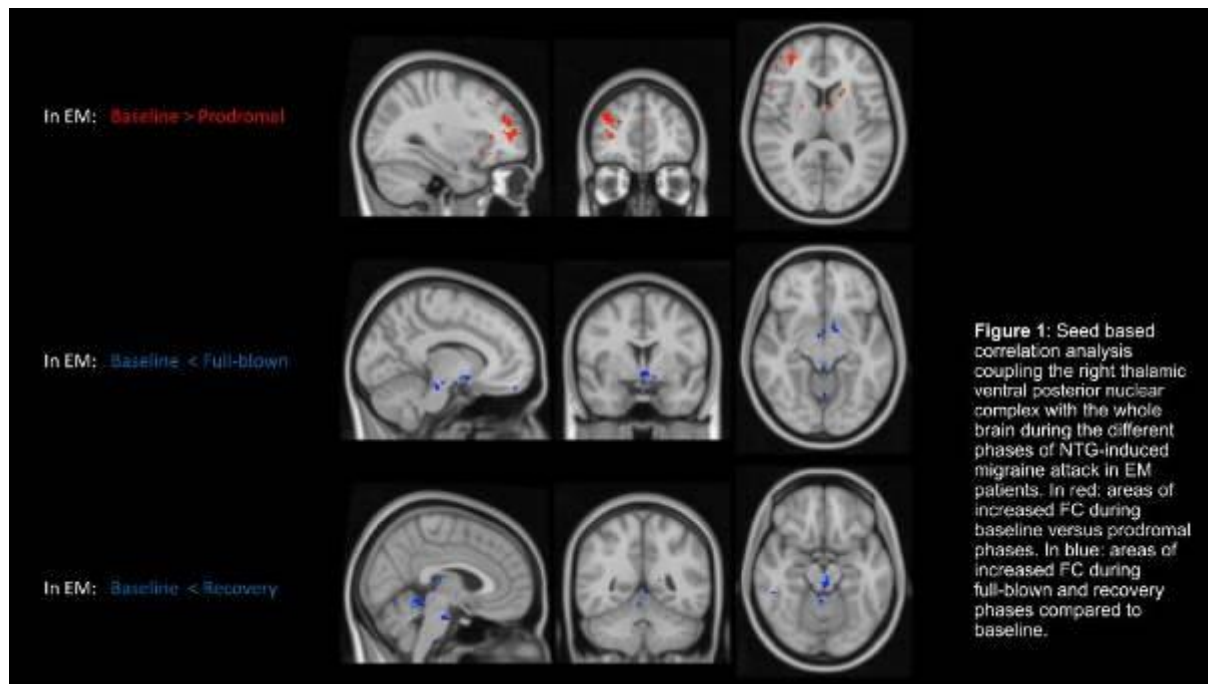 In EM: Baseline > Prodromal
In EM: Baseline < Full-blown
In EM: Baseline < Recovery
Figure 1: Seed based
correlation analysis
coupling the right thalamic
ventral posterior nuclear
complex with the whole
brain during the different
phases of NTG-induced
migraine attack in EM
patients. In red: areas of
increased FC during
baseline versus prodromal
phases. In blue: areas of
increased FC during
full-blown and recovery
phases compared to
baseline.